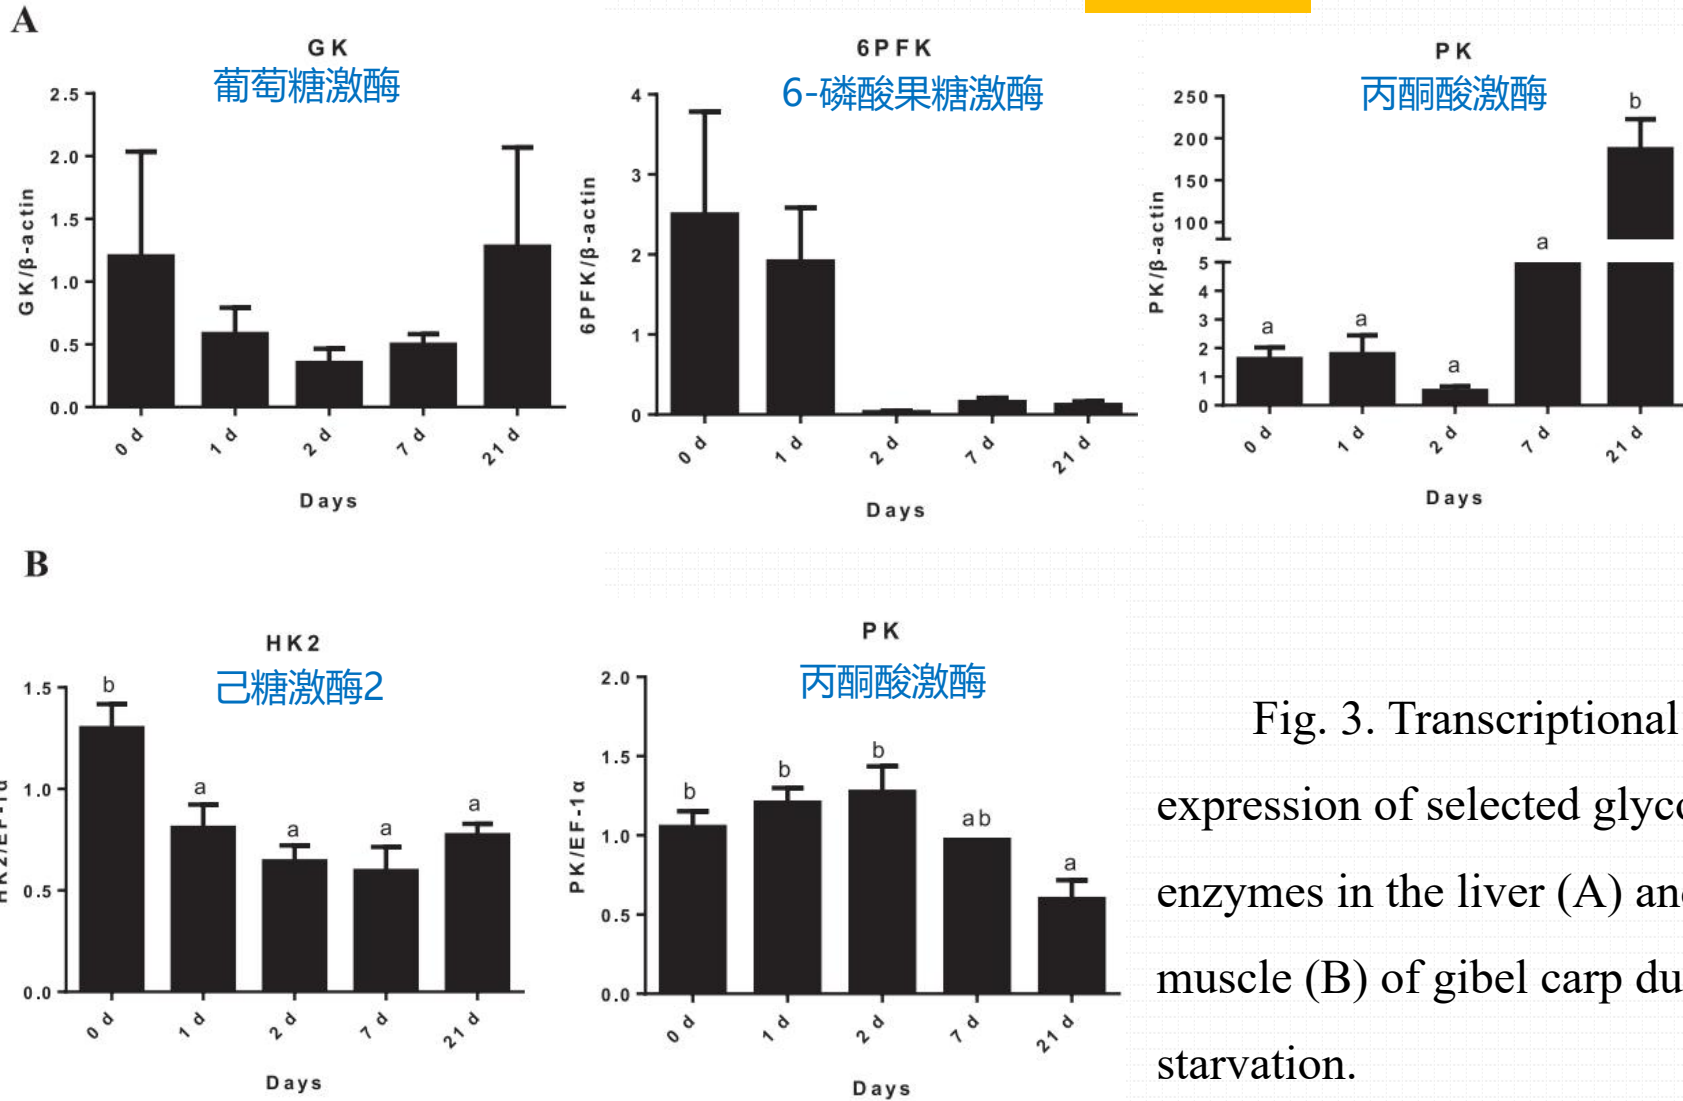 A
GK
葡萄糖激酶
2.5
2.0
1.5
1.0
0.5
0.0
GK/β-actin
0 d
1 d
2 d
7 d
21 d
Days
6PFK
6-磷酸果糖激酶
4
3
2
1
0
6PFK/β-actin
0 d
1 d
2 d
7 d
21 d
Days
PK
丙酮酸激酶
250
200
150
100
5
4
3
2
1
0
PK/β-actin
a
a
a
a
b
0 d
1 d
2 d
7 d
21 d
Days
B
HK2
己糖激酶2
1.5
1.0
0.5
0.0
HK2/EF-1α
b
a
a
a
a
0 d
1 d
2 d
7 d
21 d
Days
PK
丙酮酸激酶
2.0
1.5
1.0
0.5
0.0
PK/EF-1α
b
b
b
ab
a
0 d
1 d
2 d
7 d
21 d
Days
Fig. 3. Transcriptional
expression of selected
enzymes in the liver (A)
muscle (B) of gibel carp
starvation.